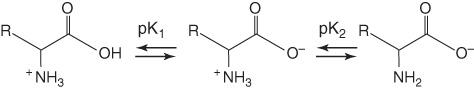 O O O
R pK₁ R pK₂ R
OH O⁻ O⁻
⁺NH₃ ⁺NH₃ NH₂